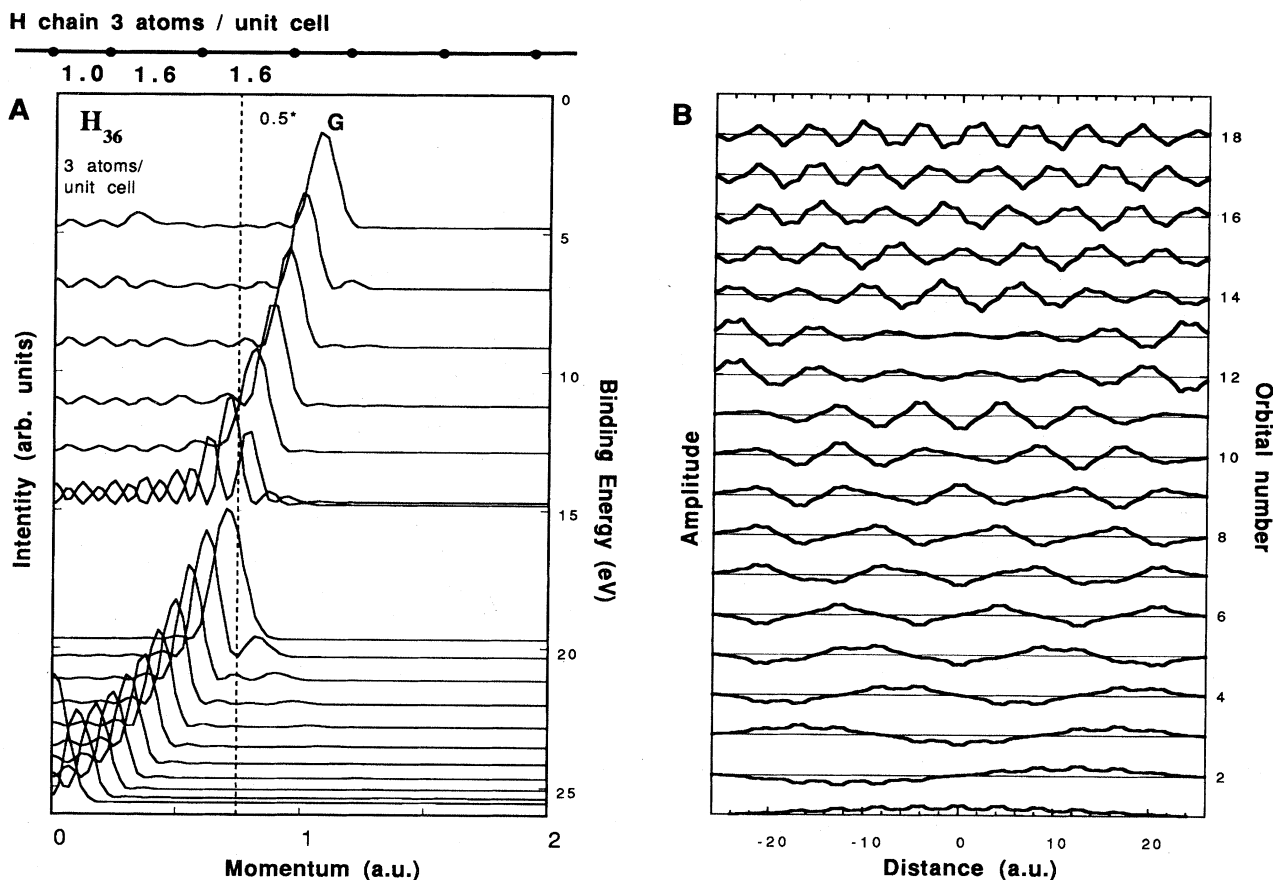 H chain 3 atoms / unit cell
1.0 1.6 1.6
A
H36
3 atoms/
unit cell
0.5*
G
0
5
10
15
20
25
Intentity (arb. units)
Binding Energy (eV)
0 1 2
Momentum (a.u.)
B
18
16
14
12
10
8
6
4
2
Amplitude
Orbital number
-20 -10 0 10 20
Distance (a.u.)